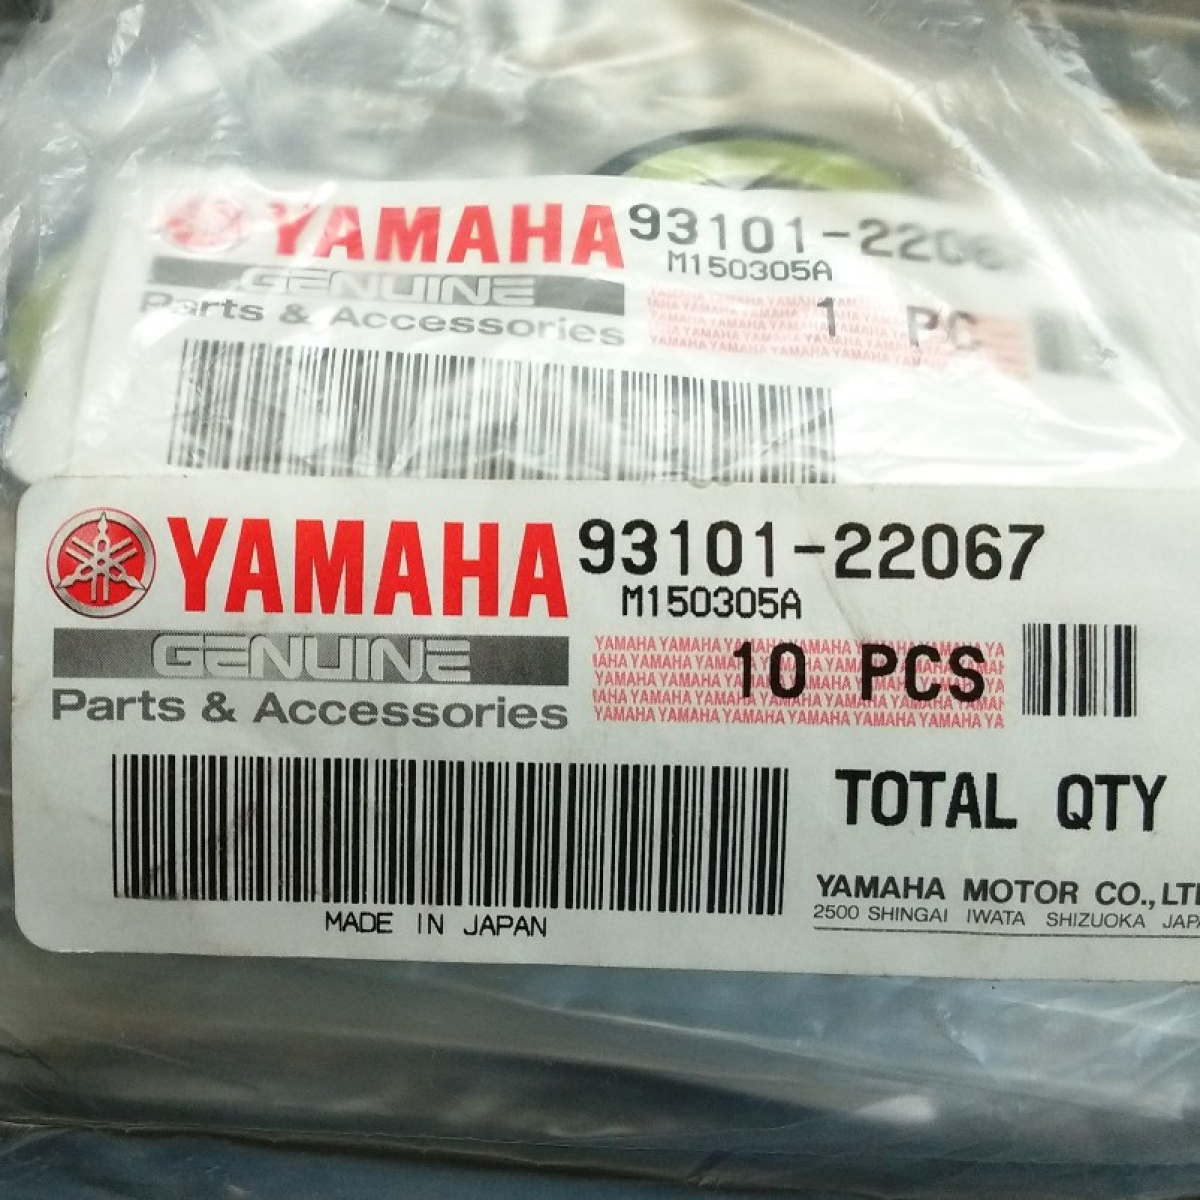 YAMAHA 93101-2206
M150305A
GENUINE
Parts & Accessories
1 PC
YAMAHA 93101-22067
M150305A
GENUINE
Parts & Accessories
10 PCS
TOTAL QTY
MADE IN JAPAN
YAMAHA MOTOR CO., LT
2500 SHINGAI IWATA SHIZUOKA JAPA